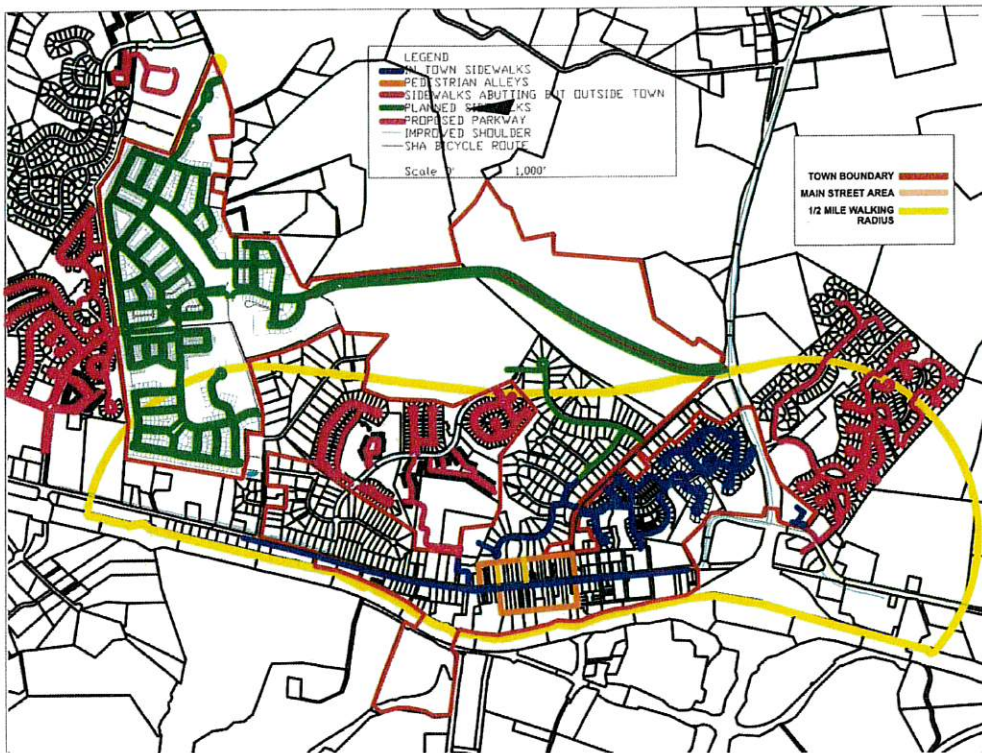 LEGEND
IN TOWN SIDEWALKS
PEDESTRIAN ALLEYS
SIDEWALKS ABUTTING BUT OUTSIDE TOWN
PLANNED SIDEWALKS
PROPOSED PARKWAY
IMPROVED SHOULDER
SHA BICYCLE ROUTE
Scale 0' 1,000'
TOWN BOUNDARY
MAIN STREET AREA
1/2 MILE WALKING
RADIUS